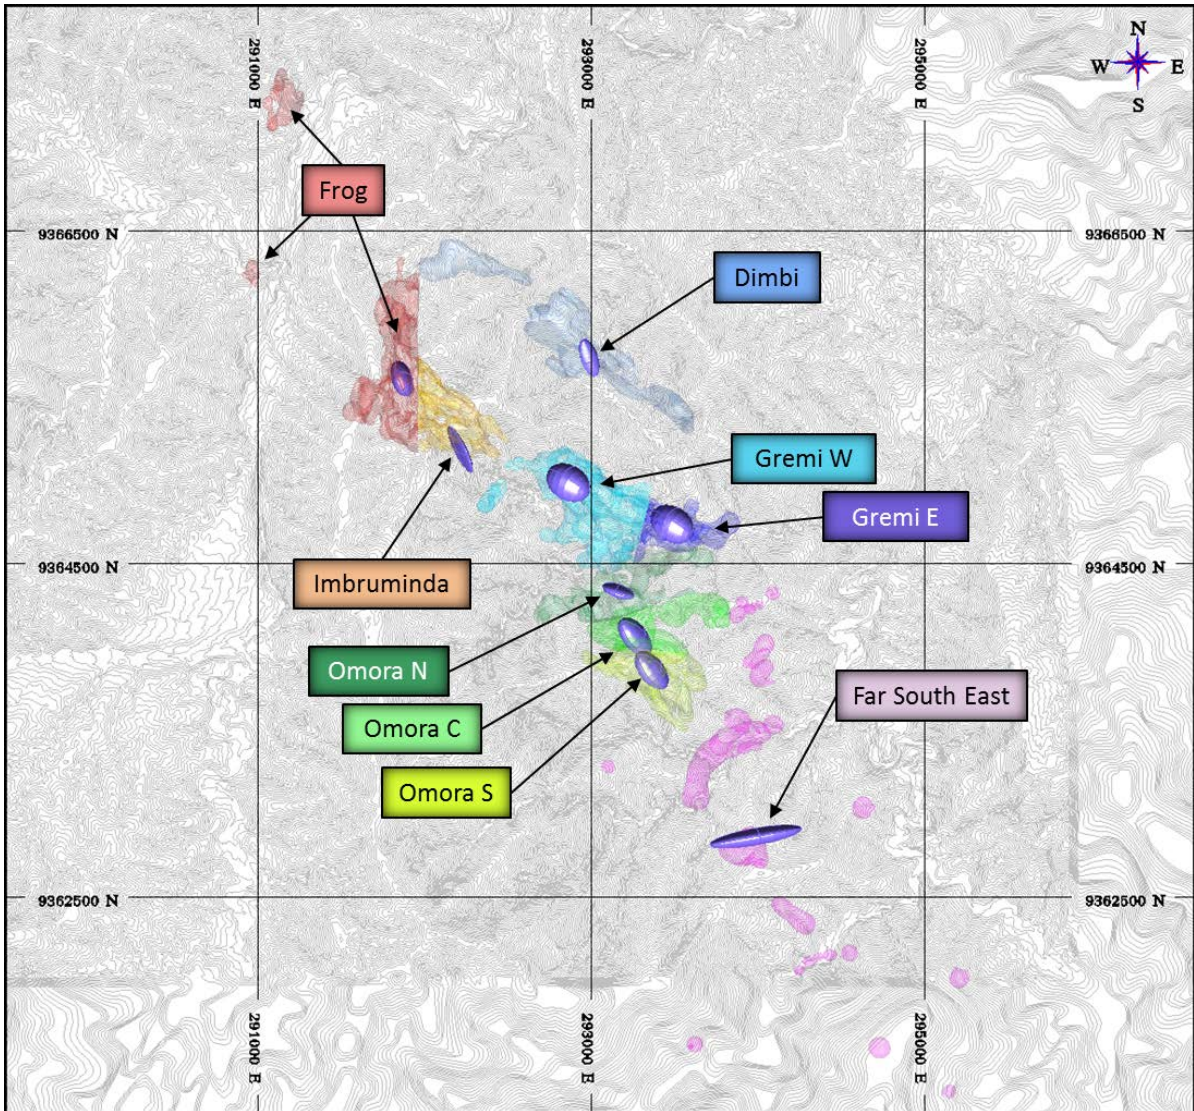 291000 E
293000 E
295000 E
N
W E
S
Frog
9366500 N
9366500 N
Dimbi
Gremi W
Gremi E
9364500 N
9364500 N
Imbruminda
Omora N
Far South East
Omora C
Omora S
9362500 N
9362500 N
291000 E
293000 E
295000 E